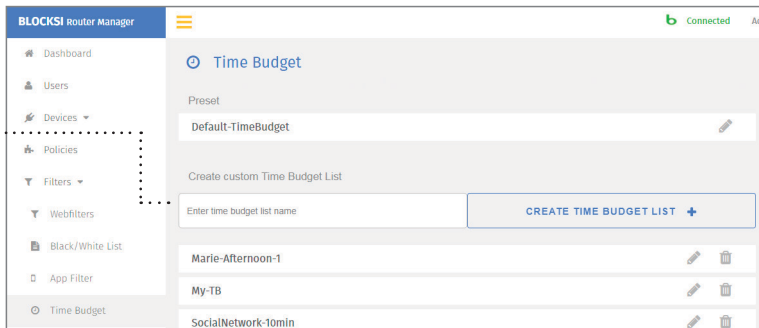 BLOCKSI Router Manager
Connected
Dashboard
Users
Devices
Policies
Filters
Webfilters
Black/White List
App Filter
Time Budget
Time Budget
Preset
Default-TimeBudget
Create custom Time Budget List
Enter time budget list name
CREATE TIME BUDGET LIST +
Marie-Afternoon-1
My-TB
SocialNetwork-10min